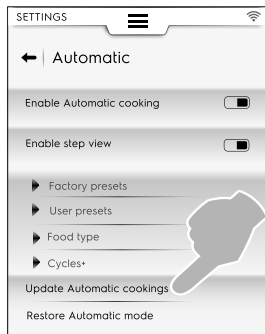 SETTINGS
Automatic
Enable Automatic cooking
Enable step view
Factory presets
User presets
Food type
Cycles+
Update Automatic cookings
Restore Automatic mode